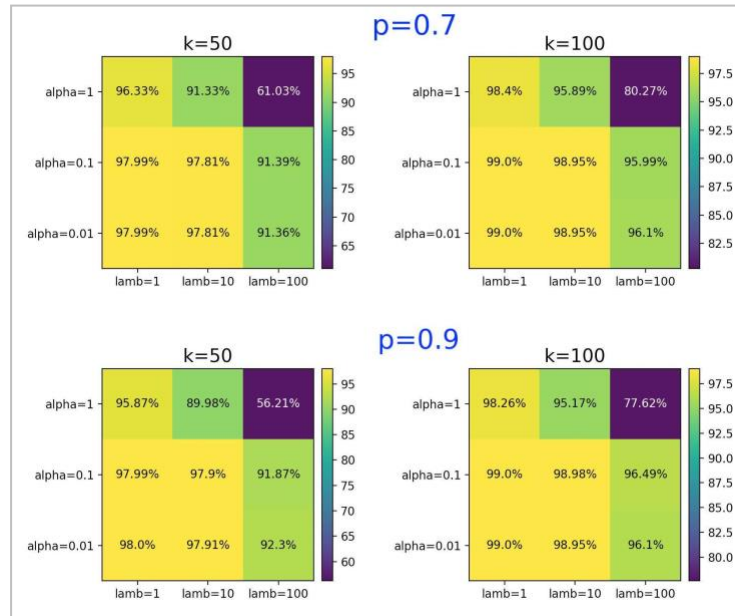 p=0.7
k=50 k=100
alpha=1 96.33% 91.33% 61.03% 95 alpha=1 98.4% 95.89% 80.27% 97.5
90 95.0
85 92.5
alpha=0.1 97.99% 97.81% 91.39% 80 alpha=0.1 99.0% 98.95% 95.99% 90.0
75 87.5
alpha=0.01 97.99% 97.81% 91.36% 70 alpha=0.01 99.0% 98.95% 96.1% 85.0
65 82.5
lamb=1 lamb=10 lamb=100 lamb=1 lamb=10 lamb=100
p=0.9
k=50 k=100
alpha=1 95.87% 89.98% 56.21% 95 alpha=1 98.26% 95.17% 77.62% 97.5
90 95.0
85 92.5
alpha=0.1 97.99% 97.9% 91.87% 80 alpha=0.1 99.0% 98.98% 96.49% 90.0
75 87.5
70 85.0
alpha=0.01 98.0% 97.91% 92.3% 65 alpha=0.01 99.0% 98.95% 96.1% 82.5
60 80.0
lamb=1 lamb=10 lamb=100 lamb=1 lamb=10 lamb=100